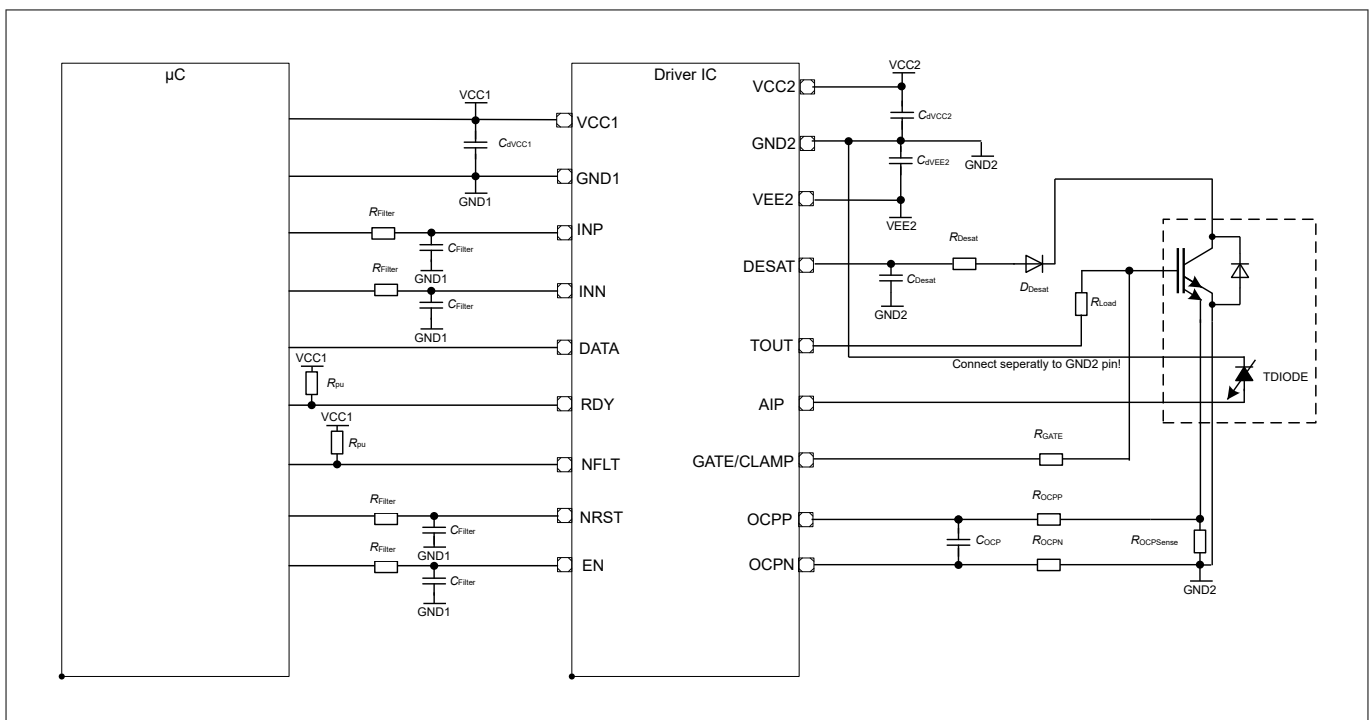 µC
VCC1
CdVCC1
GND1
RFilter
CFilter
GND1
RFilter
CFilter
GND1
VCC1
Rpu
VCC1
Rpu
RFilter
CFilter
GND1
RFilter
CFilter
GND1
Driver IC
VCC1
GND1
INP
INN
DATA
RDY
NFLT
NRST
EN
VCC2
GND2
VEE2
DESAT
TOUT
AIP
GATE/CLAMP
OCPP
OCPN
VCC2
CdVCC2
GND2
CdVEE2
VEE2
RDesat
CDesat
DDesat
GND2
RLoad
Connect seperatly to GND2 pin!
TDIODE
RGATE
ROCPP
COCP
ROCPN
ROCPSense
GND2